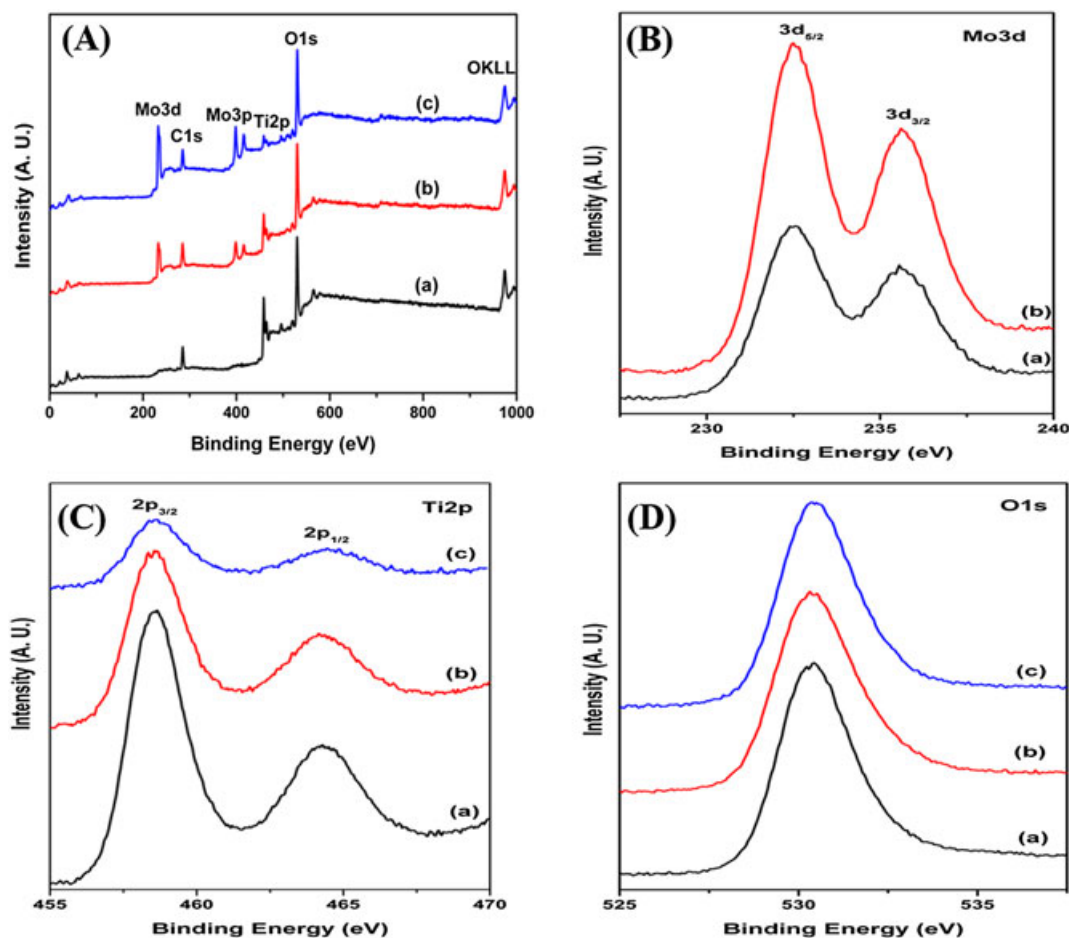 (A)
O1s
OKLL
Mo3d
C1s
Mo3p
Ti2p
(c)
(b)
(a)
Intensity (A. U.)
0 200 400 600 800 1000
Binding Energy (eV)
(B)
3d5/2
Mo3d
3d3/2
(b)
(a)
Intensity (A. U.)
230 235 240
Binding Energy (eV)
(C)
2p3/2
Ti2p
2p1/2
(c)
(b)
(a)
Intensity (A. U.)
455 460 465 470
Binding Energy (eV)
(D)
O1s
(c)
(b)
(a)
Intensity (A. U.)
525 530 535
Binding Energy (eV)